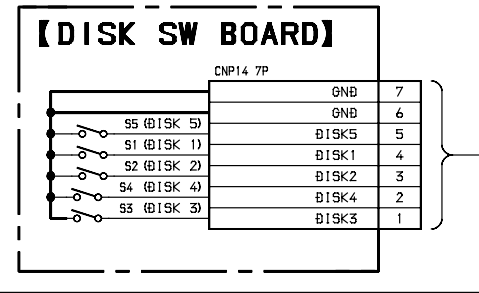 【DISK SW BOARD】
CNP14 7P
GND 7
GND 6
S5 (DISK 5) DISK5 5
S1 (DISK 1) DISK1 4
S2 (DISK 2) DISK2 3
S4 (DISK 4) DISK4 2
S3 (DISK 3) DISK3 1